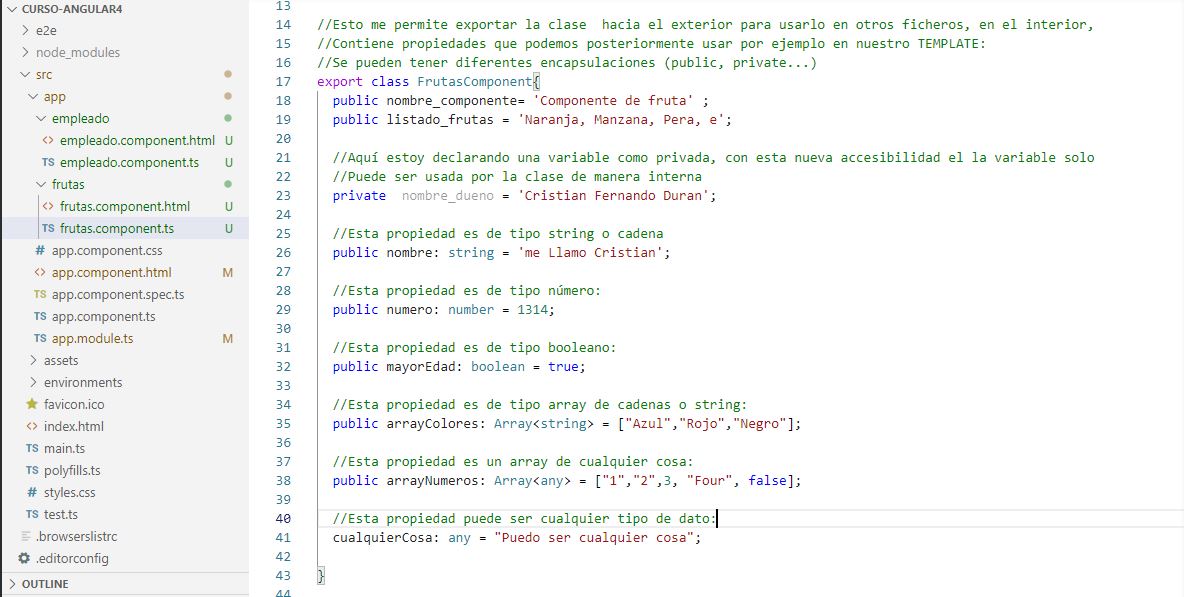 CURSO-ANGULAR4
e2e
node_modules
src
app
empleado
empleado.component.html U
TS empleado.component.ts U
frutas
frutas.component.html U
TS frutas.component.ts U
# app.component.css
app.component.html M
TS app.component.spec.ts
TS app.component.ts
TS app.module.ts M
assets
environments
favicon.ico
index.html
TS main.ts
TS polyfills.ts
# styles.css
TS test.ts
.browserslistrc
.editorconfig
OUTLINE
13
14 //Esto me permite exportar la clase  hacia el exterior para usarlo en otros ficheros, en el interior,
15 //Contiene propiedades que podemos posteriormente usar por ejemplo en nuestro TEMPLATE:
16 //Se pueden tener diferentes encapsulaciones (public, private...)
17 export class FrutasComponent{
18 public nombre_componente= 'Componente de fruta' ;
19 public listado_frutas = 'Naranja, Manzana, Pera, e';
20
21 //Aquí estoy declarando una variable como privada, con esta nueva accesibilidad el la variable solo
22 //Puede ser usada por la clase de manera interna
23 private  nombre_dueno = 'Cristian Fernando Duran';
24
25 //Esta propiedad es de tipo string o cadena
26 public nombre: string = 'me Llamo Cristian';
27
28 //Esta propiedad es de tipo número:
29 public numero: number = 1314;
30
31 //Esta propiedad es de tipo booleano:
32 public mayorEdad: boolean = true;
33
34 //Esta propiedad es de tipo array de cadenas o string:
35 public arrayColores: Array<string> = ["Azul","Rojo","Negro"];
36
37 //Esta propiedad es un array de cualquier cosa:
38 public arrayNumeros: Array<any> = ["1","2",3, "Four", false];
39
40 //Esta propiedad puede ser cualquier tipo de dato:
41 cualquierCosa: any = "Puedo ser cualquier cosa";
42
43 }
44